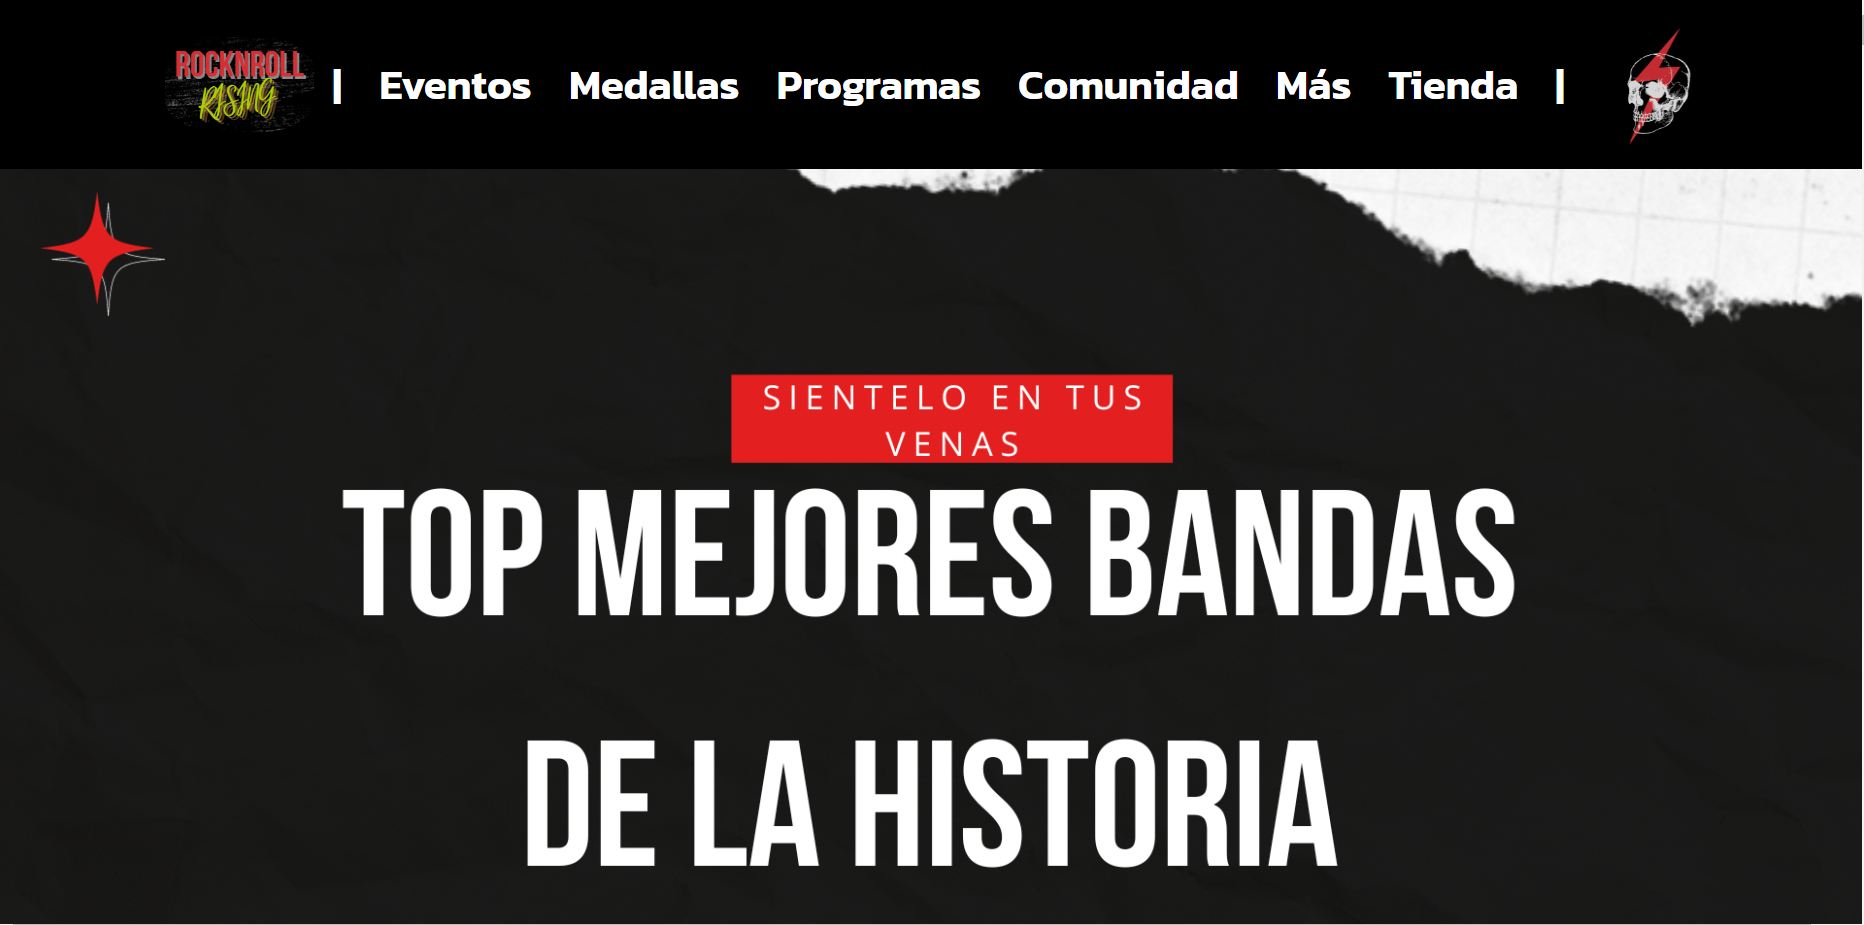 ROCKNROLL
RISING
| Eventos Medallas Programas Comunidad Más Tienda |
SIENTELO EN TUS
VENAS
TOP MEJORES BANDAS
DE LA HISTORIA